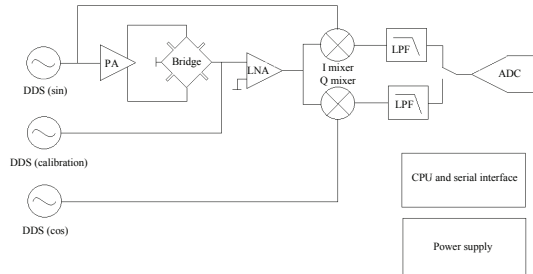 PA
Bridge
LNA
LPF
DDS (sin)
I mixer
Q mixer
ADC
LPF
DDS (calibration)
CPU and serial interface
DDS (cos)
Power supply